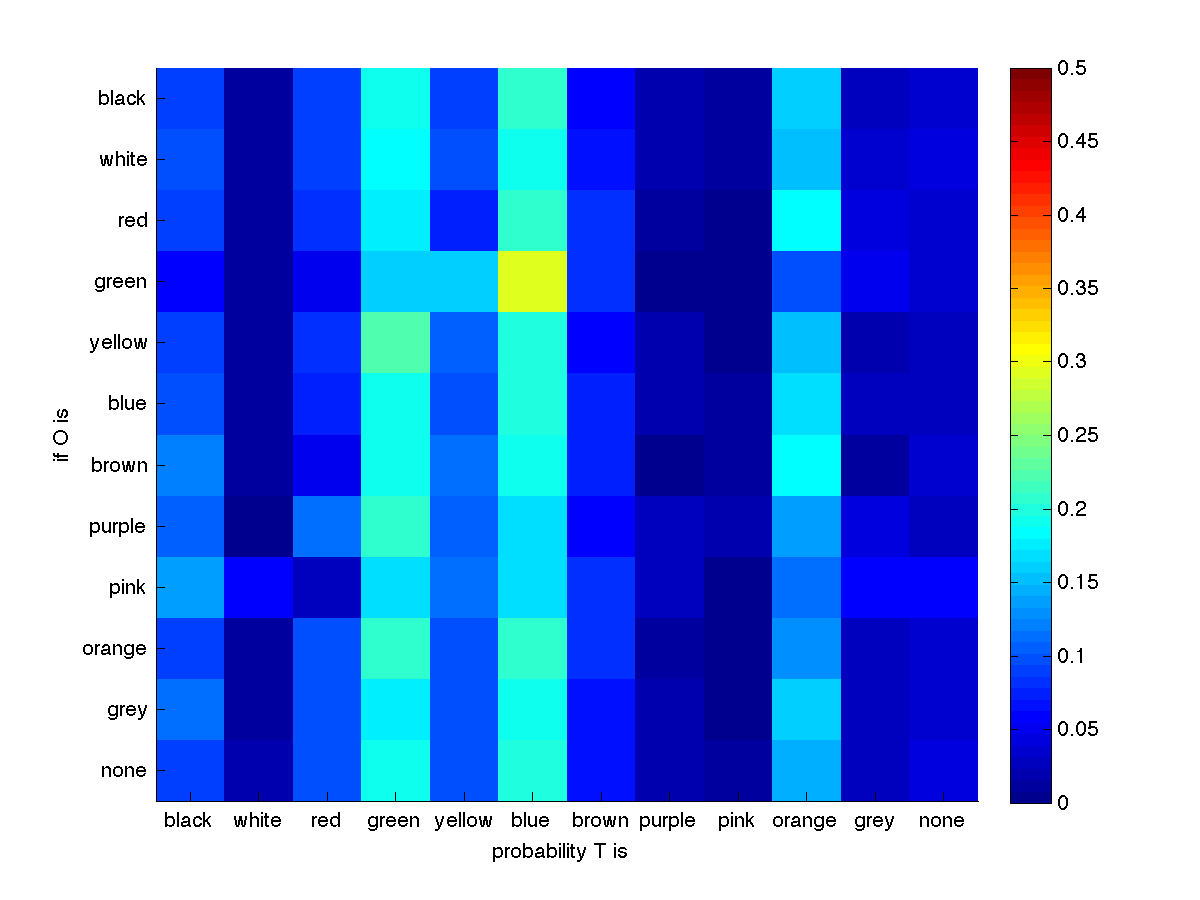 black
white
red
green
yellow
blue
brown
purple
pink
orange
grey
none
if O is
black white red green yellow blue brown purple pink orange grey none
probability T is
0.5
0.45
0.4
0.35
0.3
0.25
0.2
0.15
0.1
0.05
0